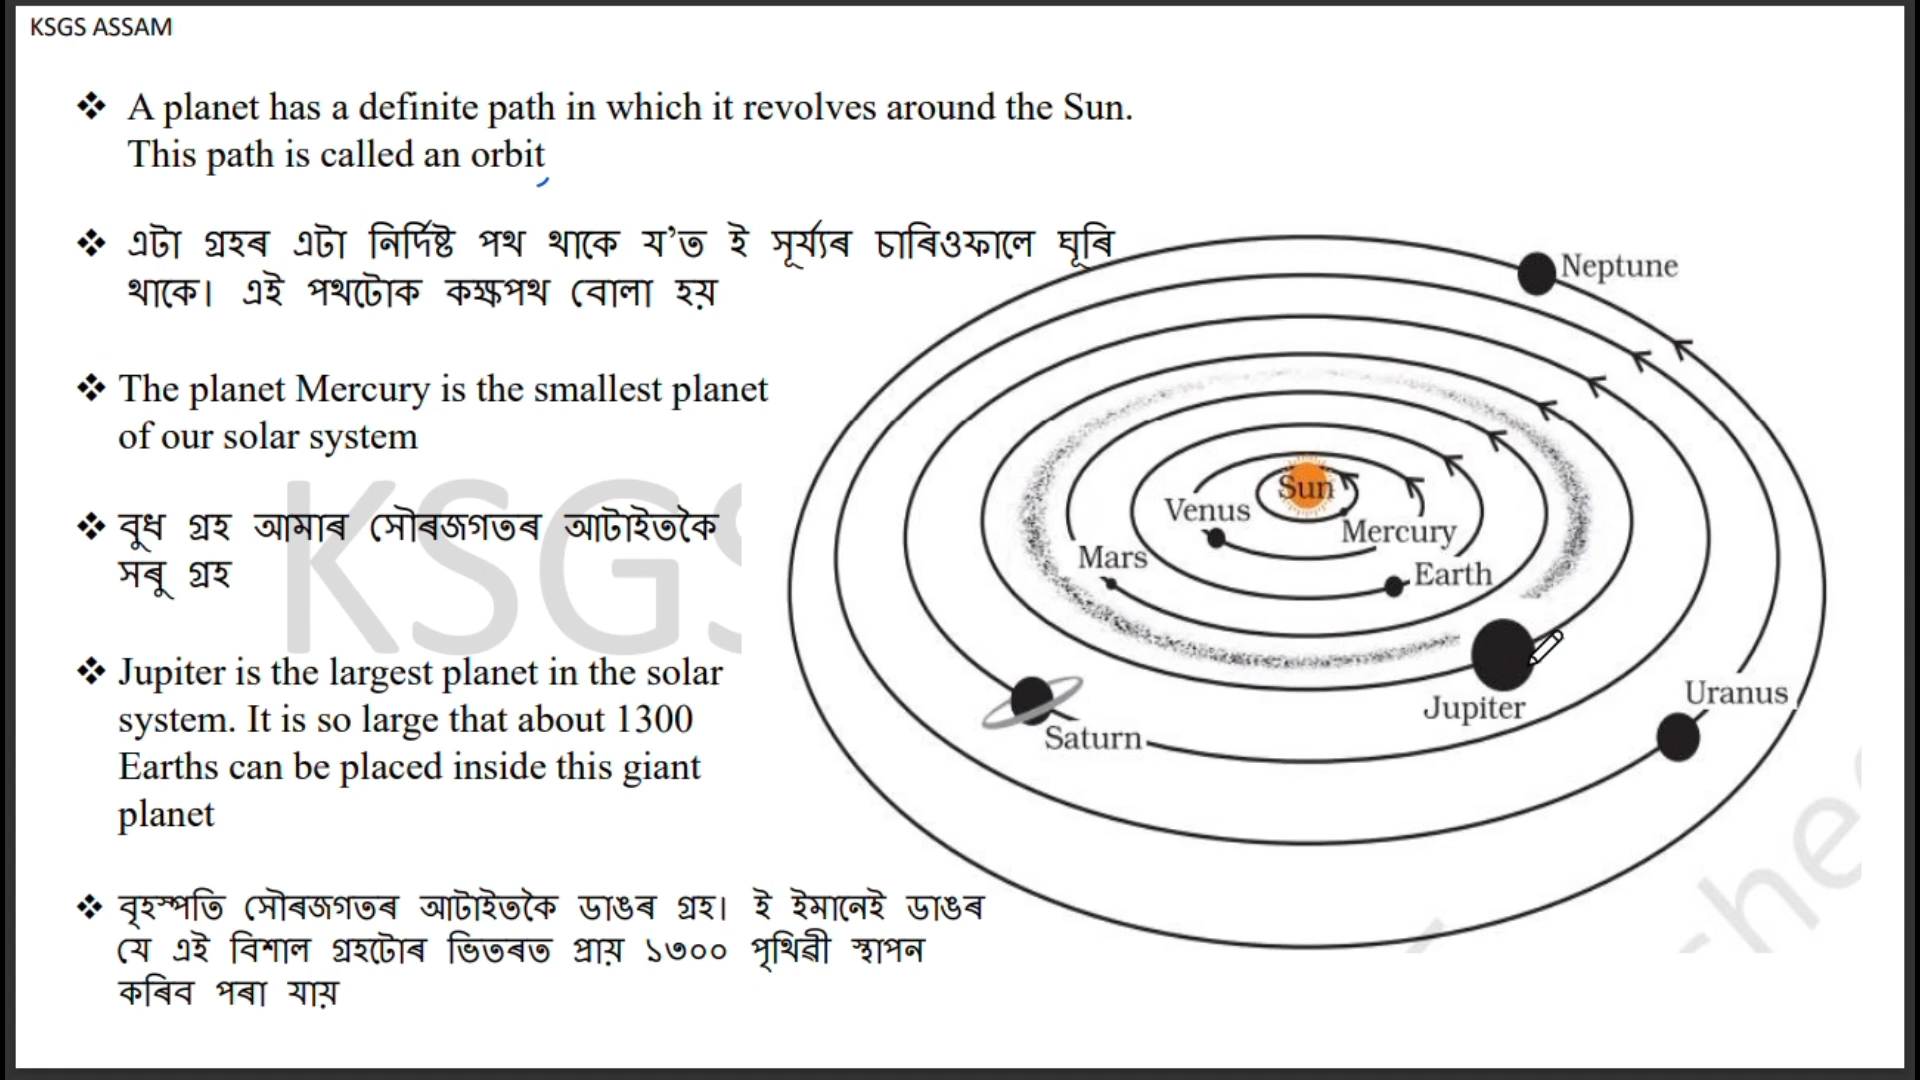 KSGS ASSAM
❖ A planet has a definite path in which it revolves around the Sun.
This path is called an orbit
❖ এটা গ্ৰহৰ এটা নিৰ্দিষ্ট পথ থাকে য’ত ই সূৰ্য্যৰ চাৰিওফালে ঘূৰি
থাকে। এই পথটোক কক্ষপথ বোলা হয়
❖ The planet Mercury is the smallest planet
of our solar system
❖ বুধ গ্ৰহ আমাৰ সৌৰজগতৰ আটাইতকৈ
সৰু গ্ৰহ
❖ Jupiter is the largest planet in the solar
system. It is so large that about 1300
Earths can be placed inside this giant
planet
❖ বৃহস্পতি সৌৰজগতৰ আটাইতকৈ ডাঙৰ গ্ৰহ। ই ইমানেই ডাঙৰ
যে এই বিশাল গ্ৰহটোৰ ভিতৰত প্ৰায় ১৩০০ পৃথিৱী স্থাপন
কৰিব পৰা যায়
Neptune
Sun
Venus
Mercury
Mars
Earth
Uranus
Jupiter
Saturn
KSGS